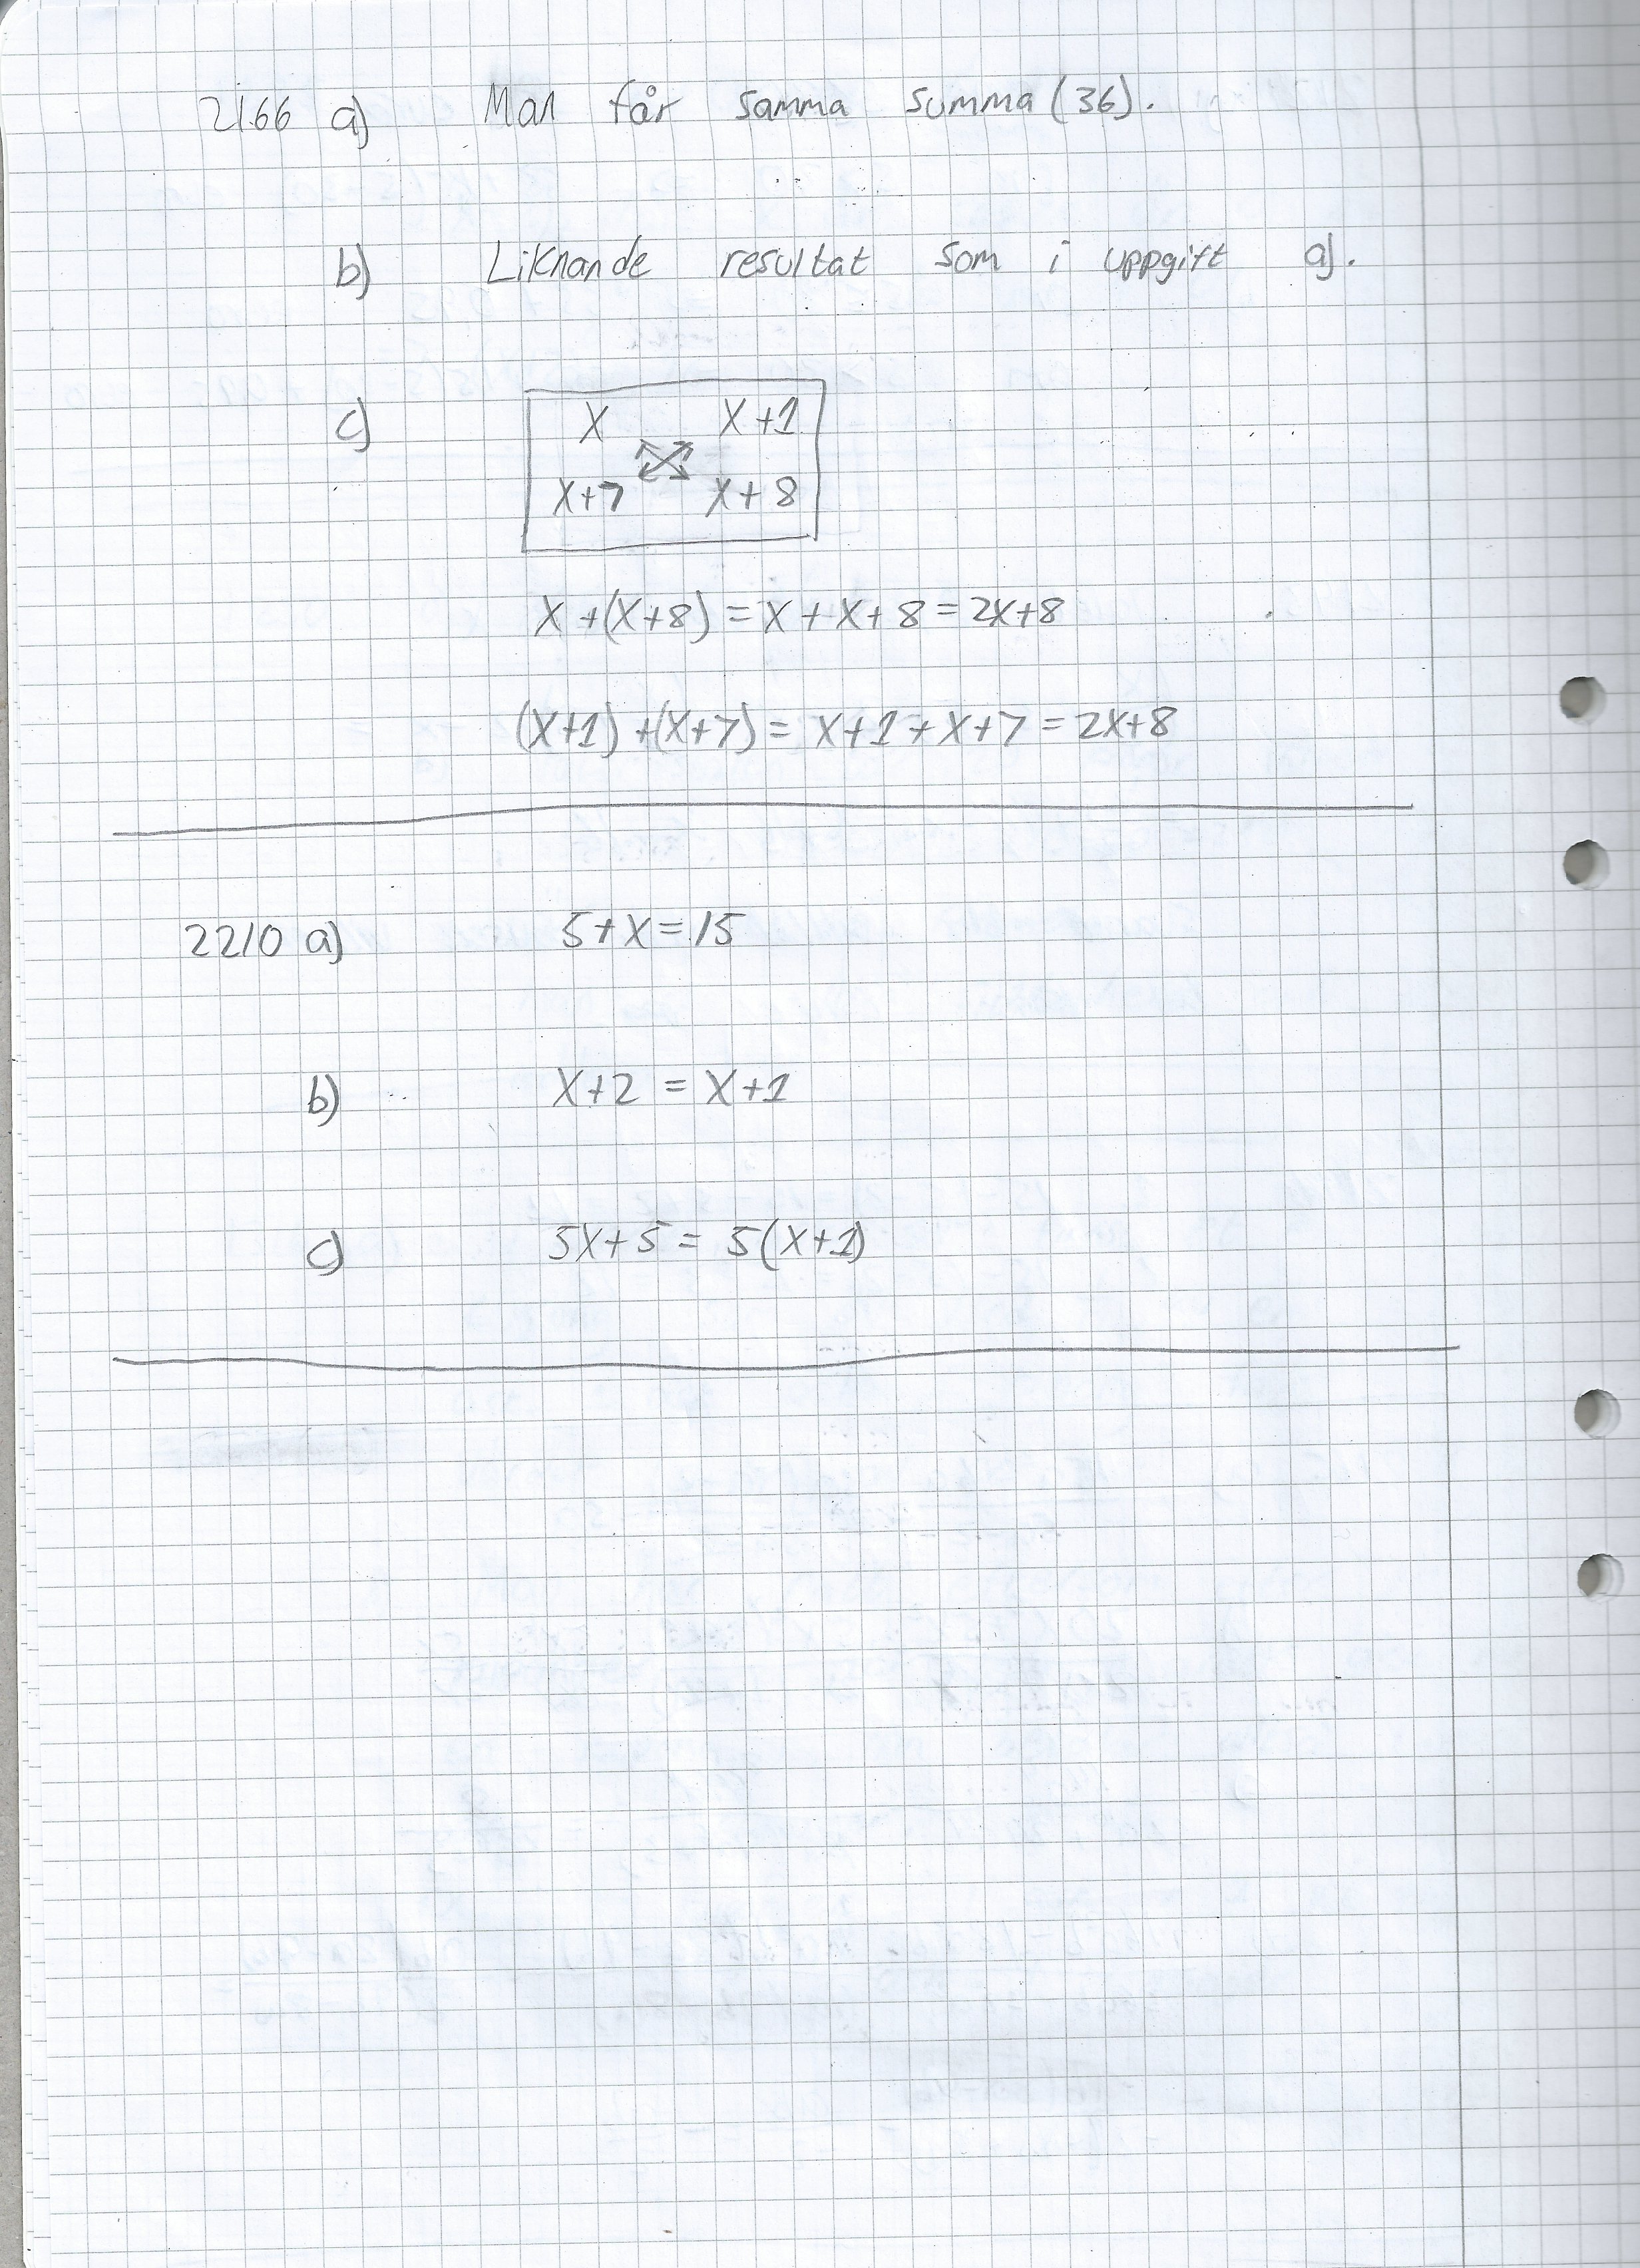 2166 a) Man får samma summa (36).
b) Liknande resultat som i uppgift a).
c)
X X+1
X+7 X+8
X+(X+8)=X+X+8=2X+8
(X+1)+(X+7)=X+1+X+7=2X+8
2210 a) 5+X=15
b) X+2=X+1
c) 5X+5=5(X+1)